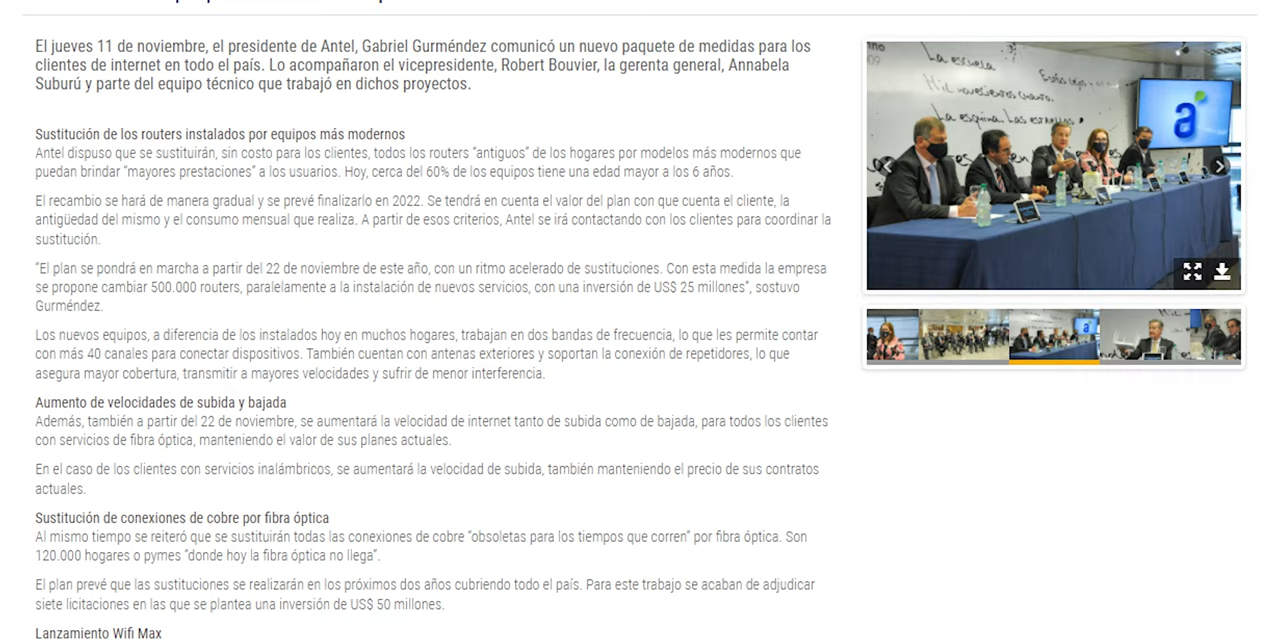 El jueves 11 de noviembre, el presidente de Antel, Gabriel Gurméndez comunicó un nuevo paquete de medidas para los
clientes de internet en todo el país. Lo acompañaron el vicepresidente, Robert Bouvier, la gerenta general, Annabela
Suburú y parte del equipo técnico que trabajó en dichos proyectos.
Sustitución de los routers instalados por equipos más modernos
Antel dispuso que se sustituirán, sin costo para los clientes, todos los routers “antiguos” de los hogares por modelos más modernos que
puedan brindar “mayores prestaciones” a los usuarios. Hoy, cerca del 60% de los equipos tiene una edad mayor a los 6 años.
El recambio se hará de manera gradual y se prevé finalizarlo en 2022. Se tendrá en cuenta el valor del plan con que cuenta el cliente, la
antigüedad del mismo y el consumo mensual que realiza. A partir de esos criterios, Antel se irá contactando con los clientes para coordinar la
sustitución.
“El plan se pondrá en marcha a partir del 22 de noviembre de este año, con un ritmo acelerado de sustituciones. Con esta medida la empresa
se propone cambiar 500.000 routers, paralelamente a la instalación de nuevos servicios, con una inversión de US$ 25 millones”, sostuvo
Gurméndez.
Los nuevos equipos, a diferencia de los instalados hoy en muchos hogares, trabajan en dos bandas de frecuencia, lo que les permite contar
con más 40 canales para conectar dispositivos. También cuentan con antenas exteriores y soportan la conexión de repetidores, lo que
asegura mayor cobertura, transmitir a mayores velocidades y sufrir de menor interferencia.
Aumento de velocidades de subida y bajada
Además, también a partir del 22 de noviembre, se aumentará la velocidad de internet tanto de subida como de bajada, para todos los clientes
con servicios de fibra óptica, manteniendo el valor de sus planes actuales.
En el caso de los clientes con servicios inalámbricos, se aumentará la velocidad de subida, también manteniendo el precio de sus contratos
actuales.
Sustitución de conexiones de cobre por fibra óptica
Al mismo tiempo se reiteró que se sustituirán todas las conexiones de cobre “obsoletas para los tiempos que corren” por fibra óptica. Son
120.000 hogares o pymes “donde hoy la fibra óptica no llega”.
El plan prevé que las sustituciones se realizarán en los próximos dos años cubriendo todo el país. Para este trabajo se acaban de adjudicar
siete licitaciones en las que se plantea una inversión de US$ 50 millones.
Lanzamiento Wifi Max
La escuela
Mil novecientos cuarto.
La esquina. Las estrellas
a